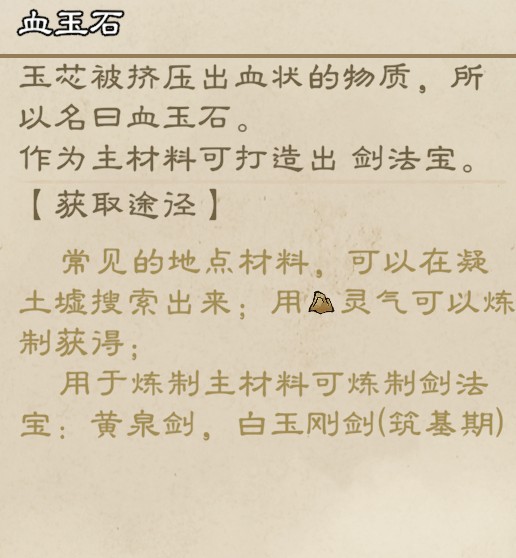 血玉石
玉芯被挤压出血状的物质，所
以名曰血玉石。
作为主材料可打造出 剑法宝。
【获取途径】
常见的地点材料，可以在凝
土墟搜索出来；用灵气可以炼
制获得；
用于炼制主材料可炼制剑法
宝：黄泉剑，白玉刚剑(筑基期)